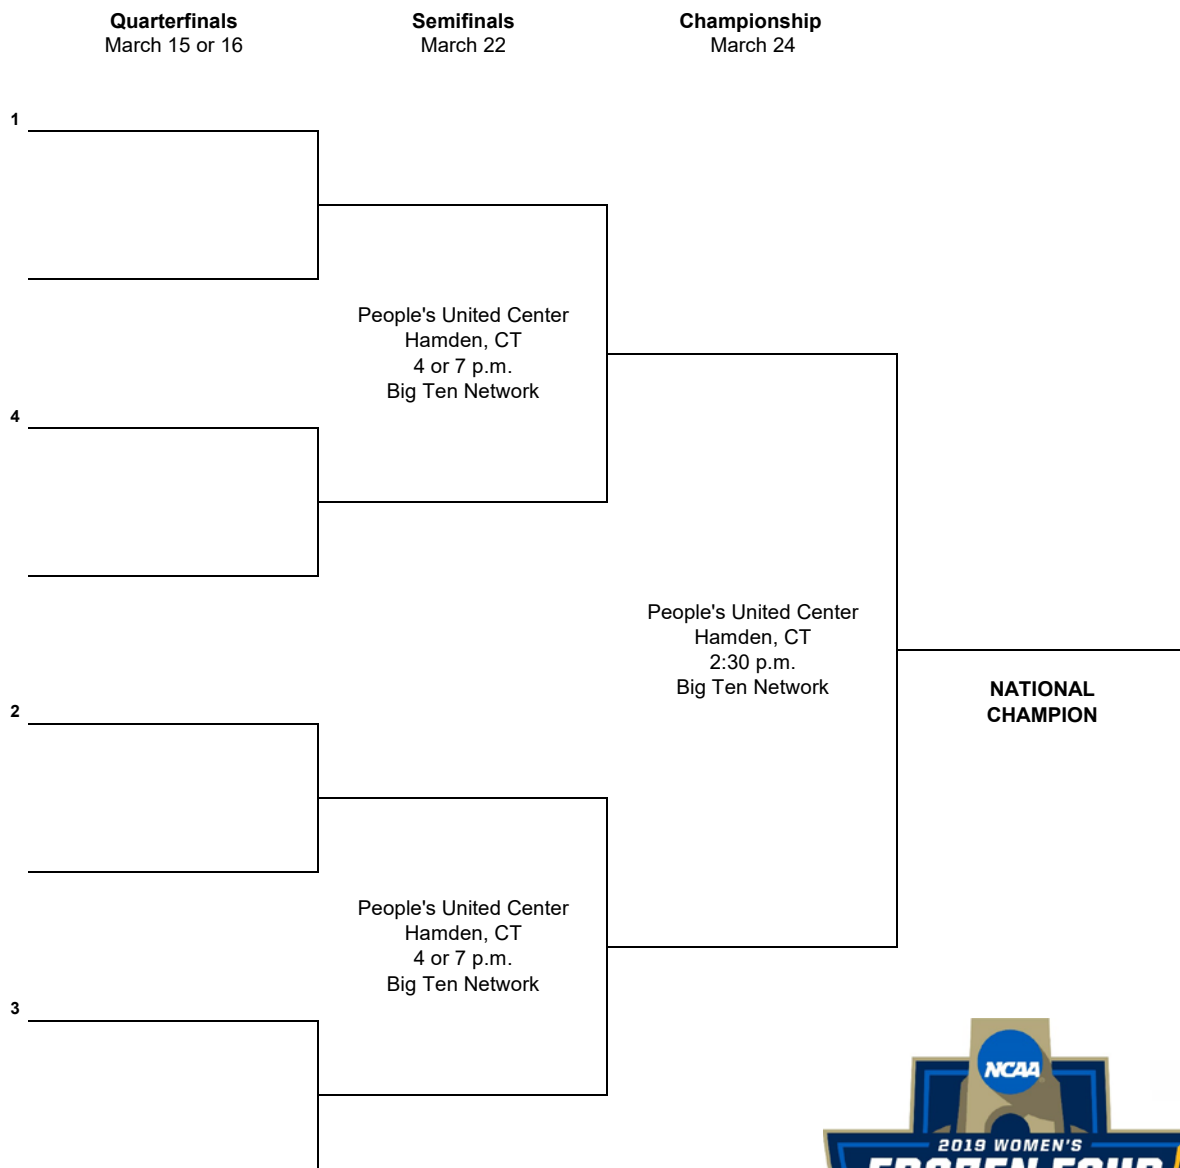 Quarterfinals
March 15 or 16
Semifinals
March 22
Championship
March 24
1
People's United Center
Hamden, CT
4 or 7 p.m.
Big Ten Network
4
People's United Center
Hamden, CT
2:30 p.m.
Big Ten Network
NATIONAL
CHAMPION
2
People's United Center
Hamden, CT
4 or 7 p.m.
Big Ten Network
3
NCAA
2019 WOMEN'S
FROZEN FOUR